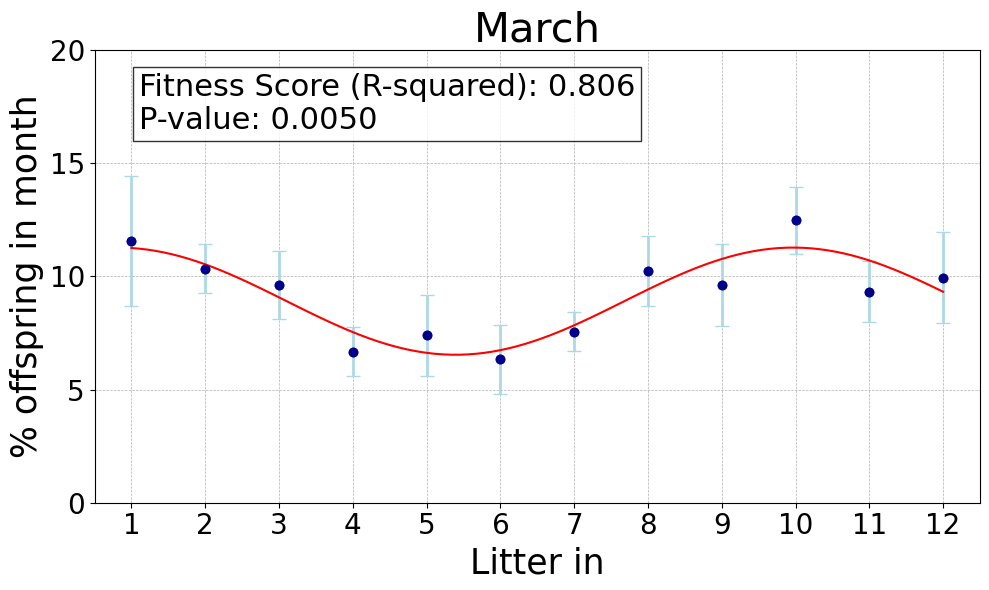 March
Fitness Score (R-squared): 0.806
P-value: 0.0050
% offspring in month
20
15
10
5
0
1 2 3 4 5 6 7 8 9 10 11 12
Litter in